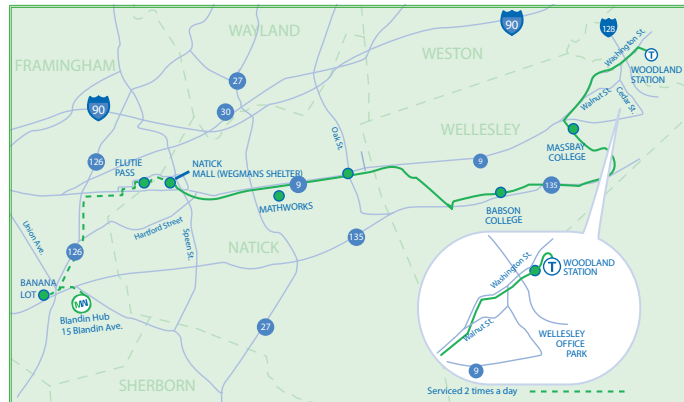 WAYLAND
90
128
Washington St.
WESTON
T
WOODLAND
STATION
FRAMINGHAM
27
90
30
Walnut St.
Cedar St.
Oak St.
WELLESLEY
MASSBAY
COLLEGE
126
FLUTIE
PASS
NATICK
MALL (WEGMANS SHELTER)
9
9
MATHWORKS
135
BABSON
COLLEGE
Union Ave.
Hartford Street
Speen St.
NATICK
135
126
Washington St
T
WOODLAND
STATION
BANANA
LOT
Blandin Hub
15 Blandin Ave.
27
Walnut St.
WELLESLEY
OFFICE
PARK
9
SHERBORN
Serviced 2 times a day